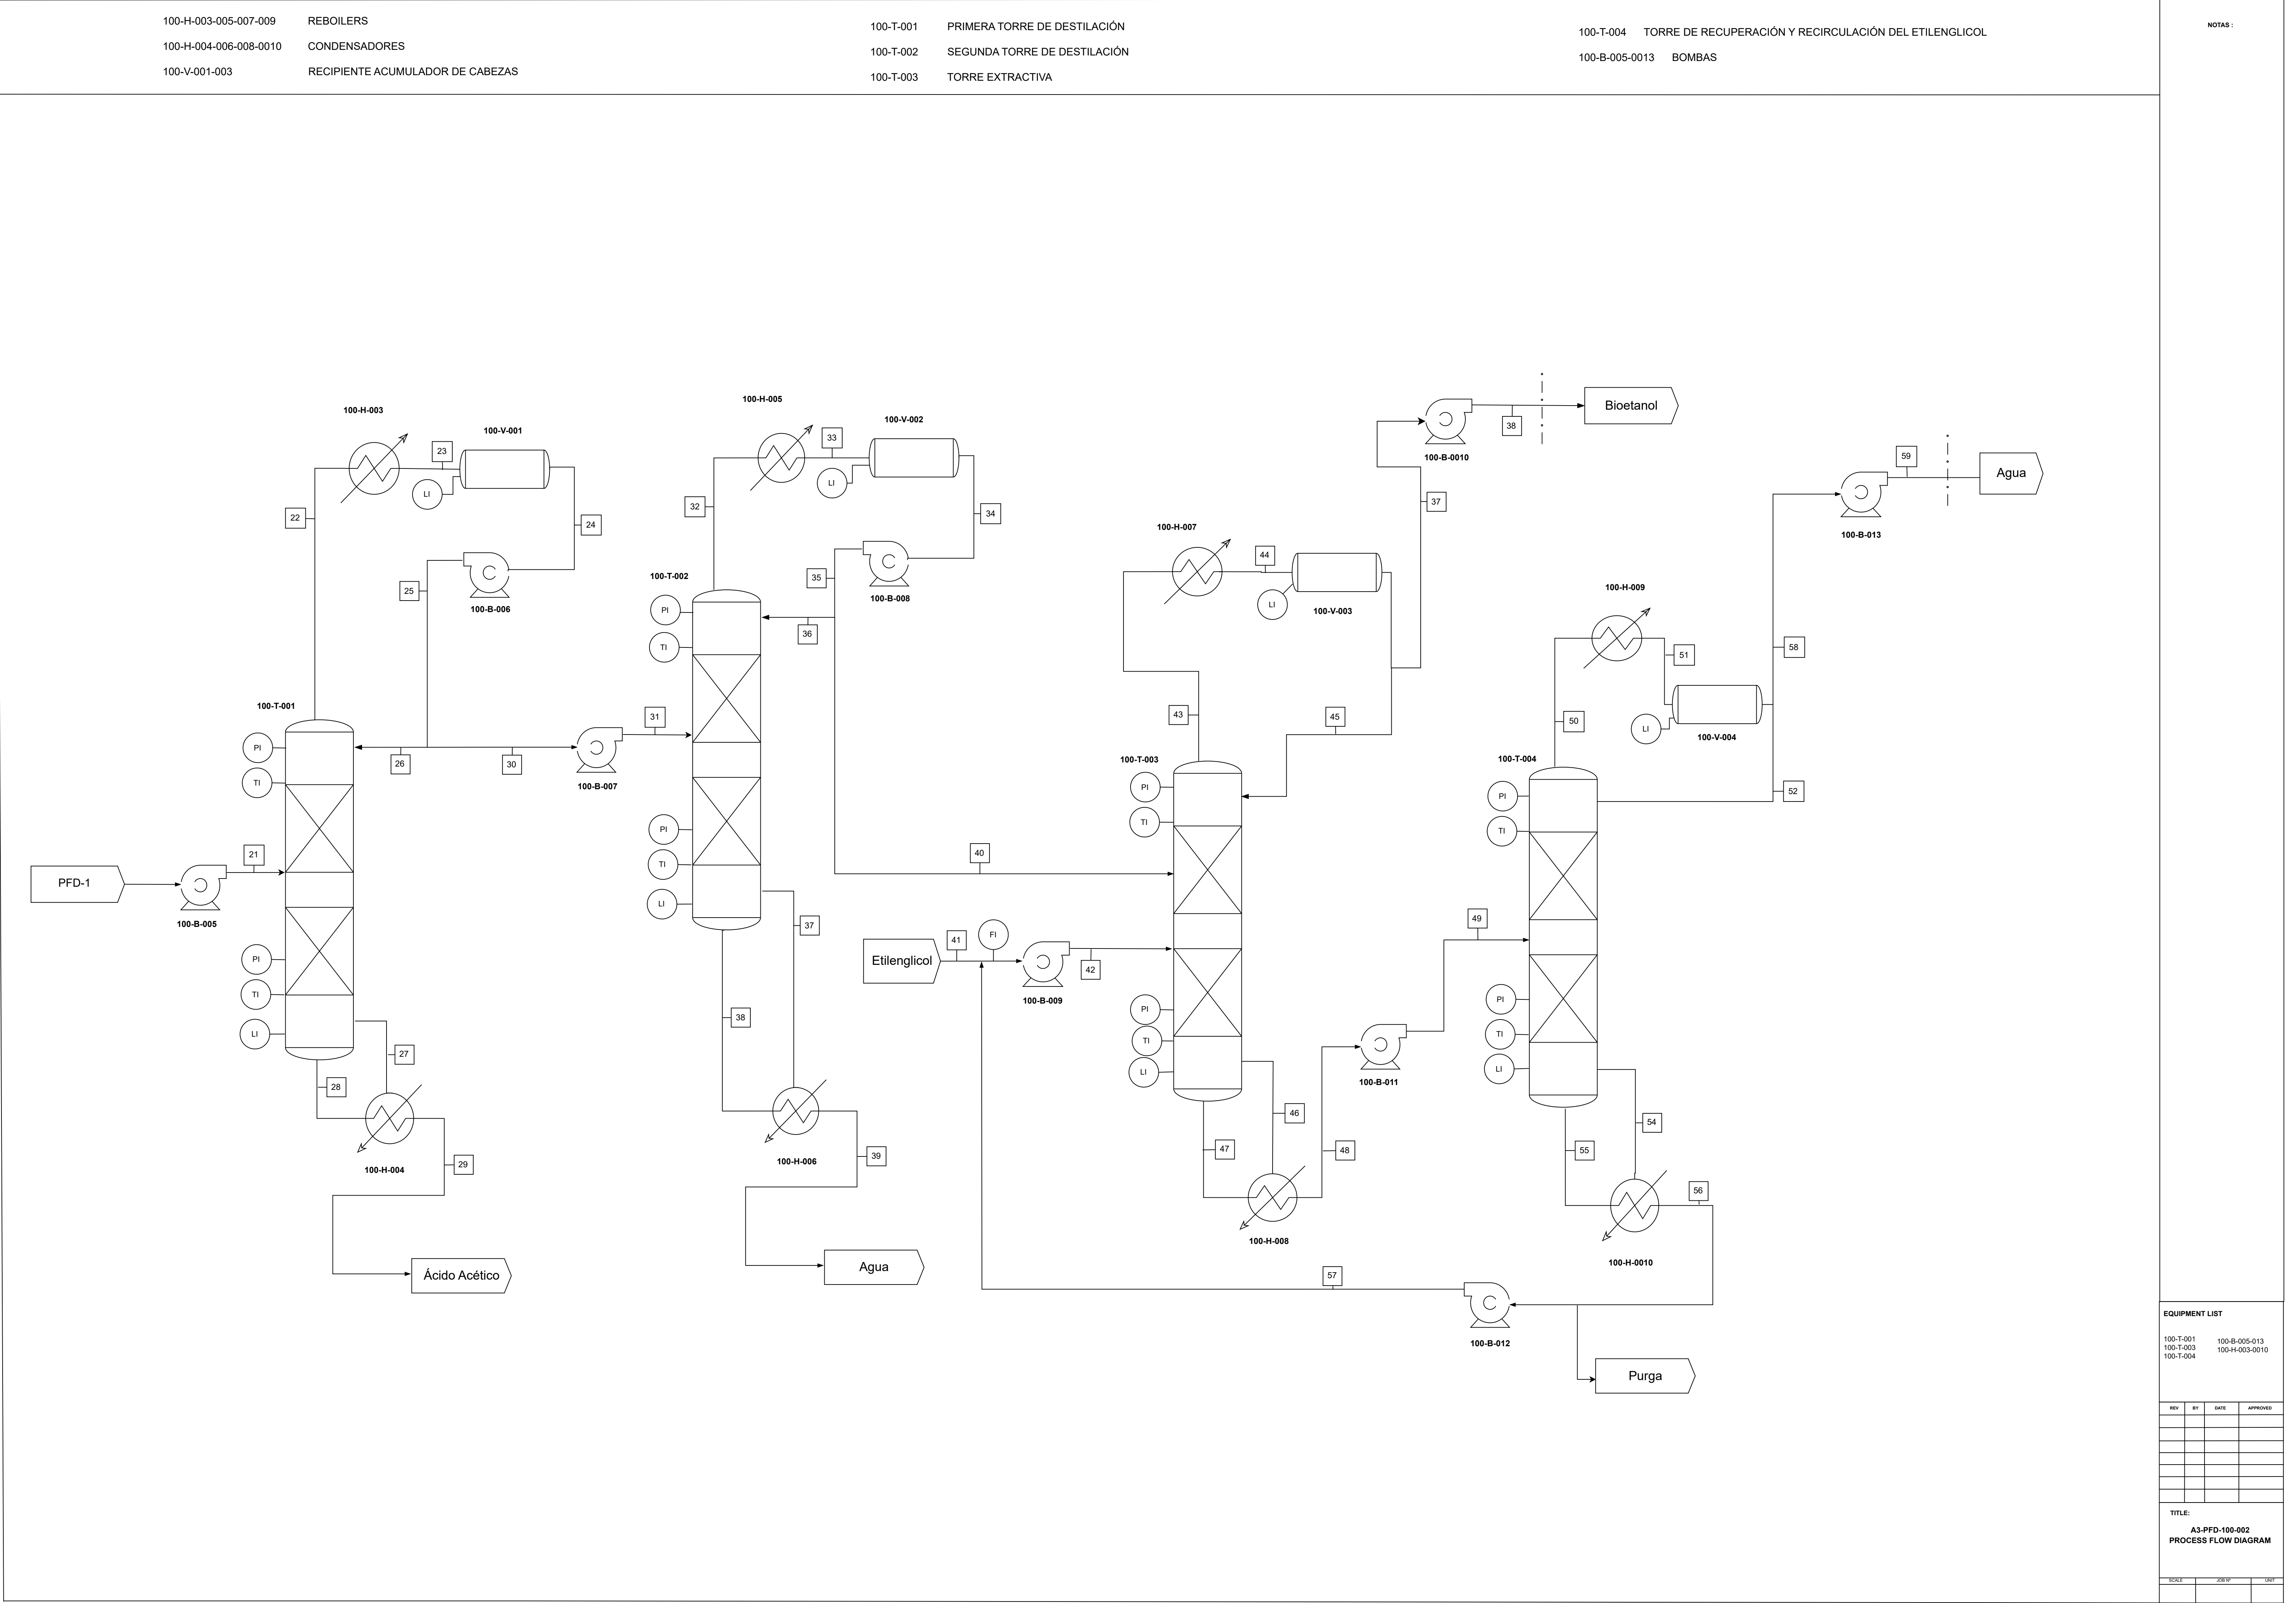 100-H-003-005-007-009 REBOILERS
100-H-004-006-008-0010 CONDENSADORES
100-V-001-003 RECIPIENTE ACUMULADOR DE CABEZAS
100-T-001 PRIMERA TORRE DE DESTILACIÓN
100-T-002 SEGUNDA TORRE DE DESTILACIÓN
100-T-003 TORRE EXTRACTIVA
100-T-004 TORRE DE RECUPERACIÓN Y RECIRCULACIÓN DEL ETILENGLICOL
100-B-005-0013 BOMBAS
NOTAS :
PFD-1
100-B-005
21
100-T-001
PI
TI
PI
TI
LI
22
100-H-003
23
LI
100-V-001
24
100-B-006
25
26
30
27
28
100-H-004
29
Ácido Acético
100-B-007
31
100-T-002
PI
TI
PI
TI
LI
32
100-H-005
33
LI
100-V-002
34
100-B-008
35
36
37
38
100-H-006
39
Agua
40
Etilenglicol
41
FI
100-B-009
42
100-T-003
PI
TI
PI
TI
LI
43
100-H-007
44
LI
100-V-003
45
37
100-B-0010
38
Bioetanol
46
47
100-H-008
48
100-B-011
49
100-T-004
PI
TI
PI
TI
LI
50
100-H-009
51
LI
100-V-004
52
58
100-B-013
59
Agua
54
55
56
100-H-0010
57
100-B-012
Purga
EQUIPMENT LIST
100-T-001
100-T-003
100-T-004
100-B-005-013
100-H-003-0010
REV BY DATE APPROVED
TITLE:
A3-PFD-100-002
PROCESS FLOW DIAGRAM
SCALE JOB Nº UNIT